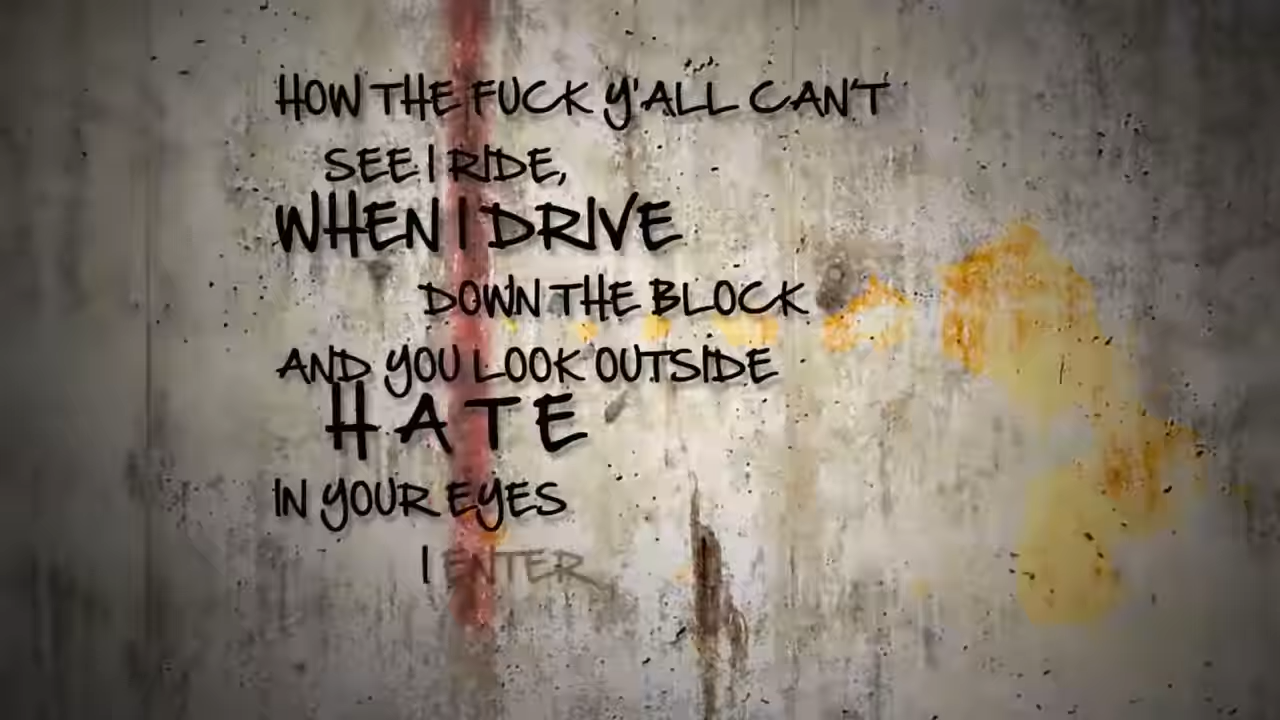 HOW THE FUCK Y'ALL CAN'T
SEE I RIDE,
WHEN I DRIVE
DOWN THE BLOCK
AND YOU LOOK OUTSIDE
HATE
IN YOUR EYES
I ENTER